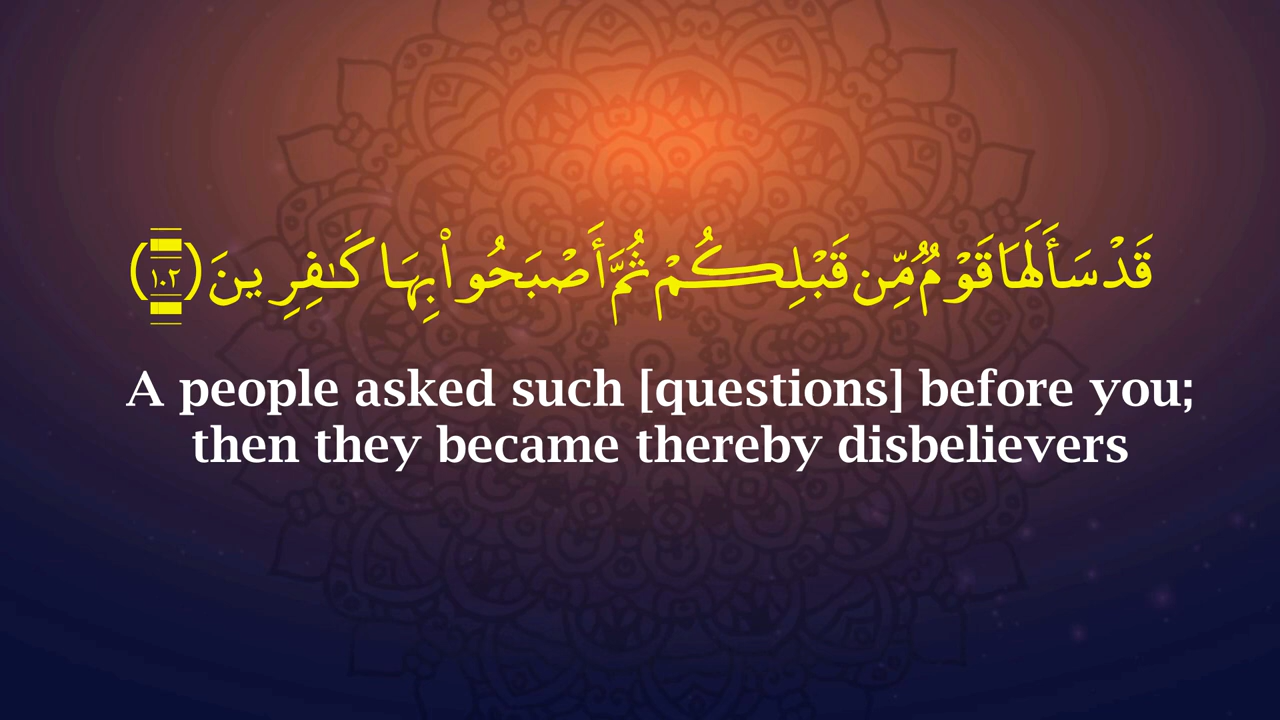 قَدْ سَأَلَهَا قَوْمٌ مِّن قَبْلِكُمْ ثُمَّ أَصْبَحُوا۟ بِهَا كَـٰفِرِينَ (١٠٢)
A people asked such [questions] before you;
then they became thereby disbelievers